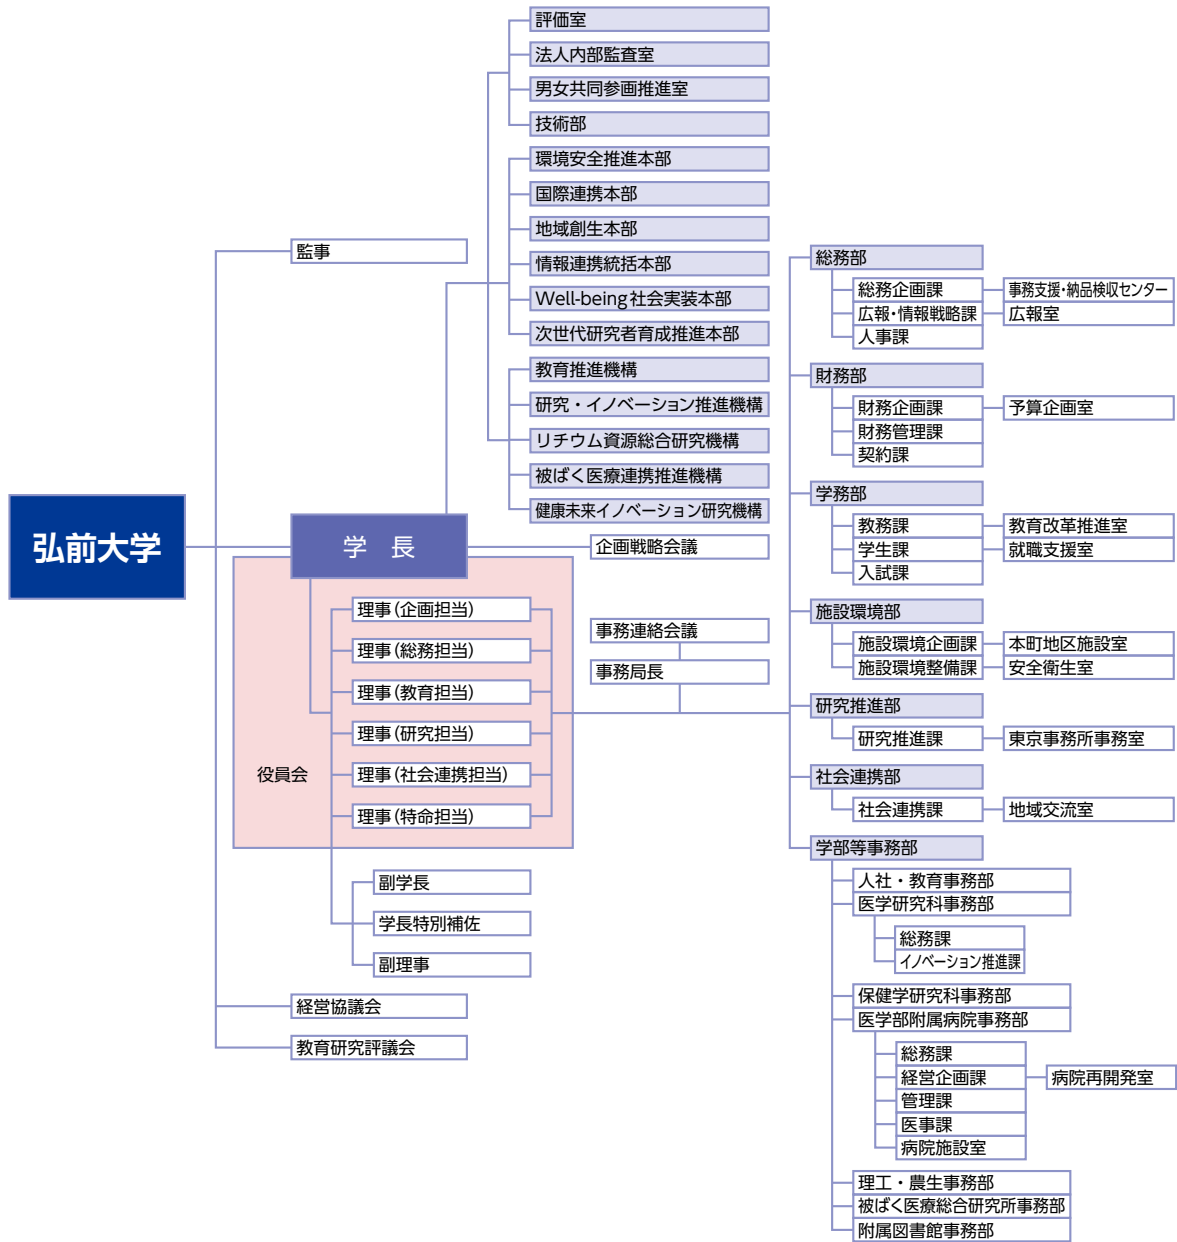 弘前大学
監事
学 長
役員会
理事(企画担当)
理事(総務担当)
理事(教育担当)
理事(研究担当)
理事(社会連携担当)
理事(特命担当)
副学長
学長特別補佐
副理事
経営協議会
教育研究評議会
評価室
法人内部監査室
男女共同参画推進室
技術部
環境安全推進本部
国際連携本部
地域創生本部
情報連携統括本部
Well-being社会実装本部
次世代研究者育成推進本部
教育推進機構
研究・イノベーション推進機構
リチウム資源総合研究機構
被ばく医療連携推進機構
健康未来イノベーション研究機構
企画戦略会議
事務連絡会議
事務局長
総務部
総務企画課
事務支援・納品検収センター
広報・情報戦略課
広報室
人事課
財務部
財務企画課
予算企画室
財務管理課
契約課
学務部
教務課
教育改革推進室
学生課
就職支援室
入試課
施設環境部
施設環境企画課
本町地区施設室
施設環境整備課
安全衛生室
研究推進部
研究推進課
東京事務所事務室
社会連携部
社会連携課
地域交流室
学部等事務部
人社・教育事務部
医学研究科事務部
総務課
イノベーション推進課
保健学研究科事務部
医学部附属病院事務部
総務課
経営企画課
病院再開発室
管理課
医事課
病院施設室
理工・農生事務部
被ばく医療総合研究所事務部
附属図書館事務部